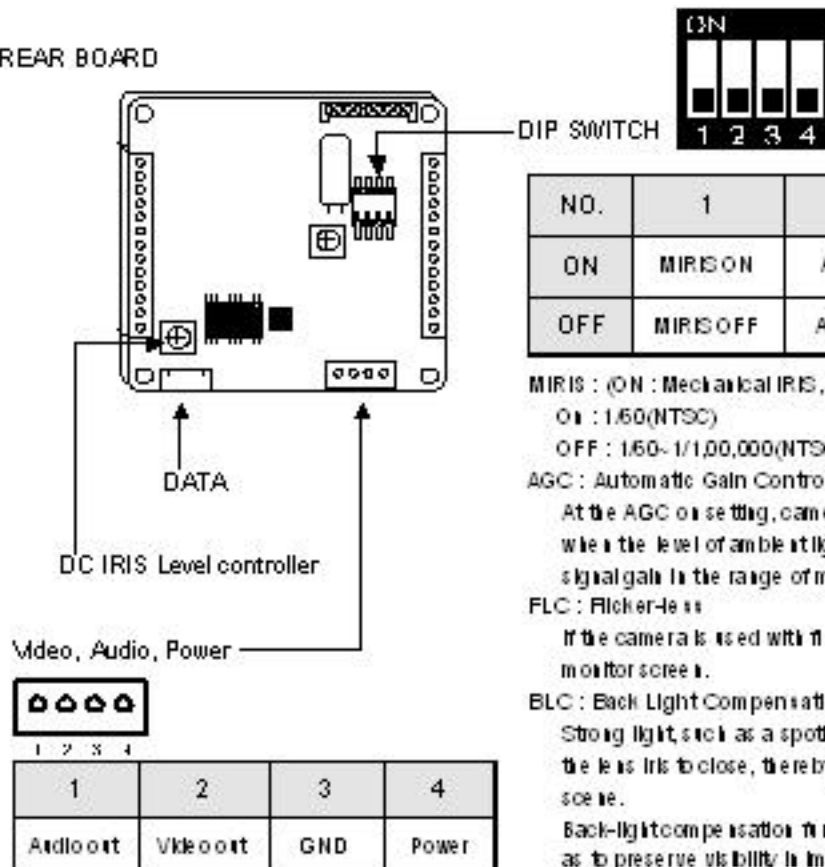 REAR BOARD
ON
DIP SWITCH
1 2 3 4
NO. 1
ON MIRIS ON A
OFF MIRIS OFF A
MIRIS : (ON : Mechanical IRIS,
On : 1/60(NTSC)
OFF : 1/60~1/1,00,000(NTS
AGC : Automatic Gain Contro
At the AGC on setting, came
when the level of ambient lig
signal gain in the range of m
FLC : Flicker-less
If the camera is used with fl
monitor screen.
BLC : Back Light Compensati
Strong light, such as a spotl
the lens iris to close, thereb
scene.
Back-light compensation fun
as to preserve visibility in im
DATA
DC IRIS Level controller
Video, Audio, Power
1 2 3 4
1 2 3 4
Audio out Video out GND Power